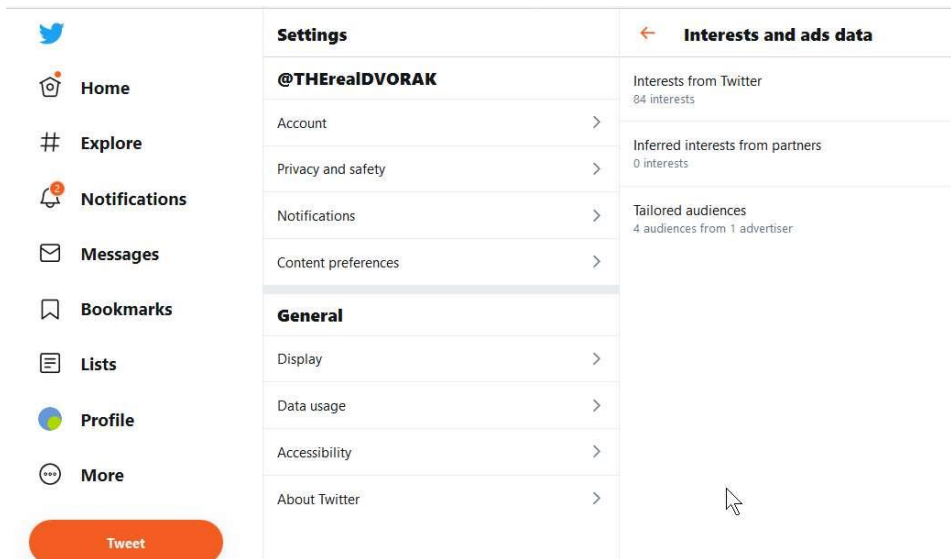 Home
Explore
2
Notifications
Messages
Bookmarks
Lists
Profile
More
Tweet
Settings
@THErealDVORAK
Account
Privacy and safety
Notifications
Content preferences
General
Display
Data usage
Accessibility
About Twitter
Interests and ads data
Interests from Twitter
84 interests
Inferred interests from partners
0 interests
Tailored audiences
4 audiences from 1 advertiser